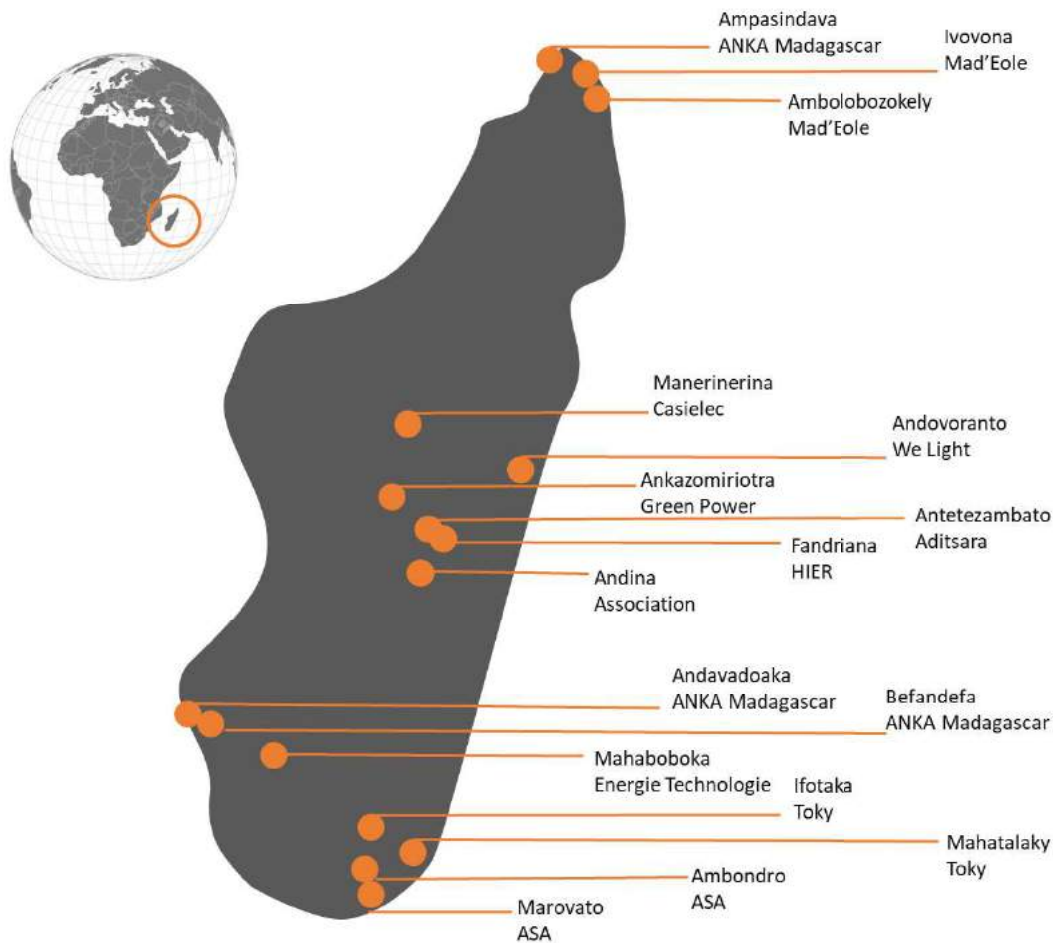 Ampasindava
ANKA Madagascar
Ivovona
Mad'Eole
Ambolobozokely
Mad'Eole
Manerinerina
Casielec
Andovoranto
We Light
Ankazomiriotra
Green Power
Antetezambato
Aditsara
Fandriana
HIER
Andina
Association
Andavadoaka
ANKA Madagascar
Befandefa
ANKA Madagascar
Mahaboboka
Energie Technologie
Ifotaka
Toky
Mahatalaky
Toky
Ambondro
ASA
Marovato
ASA